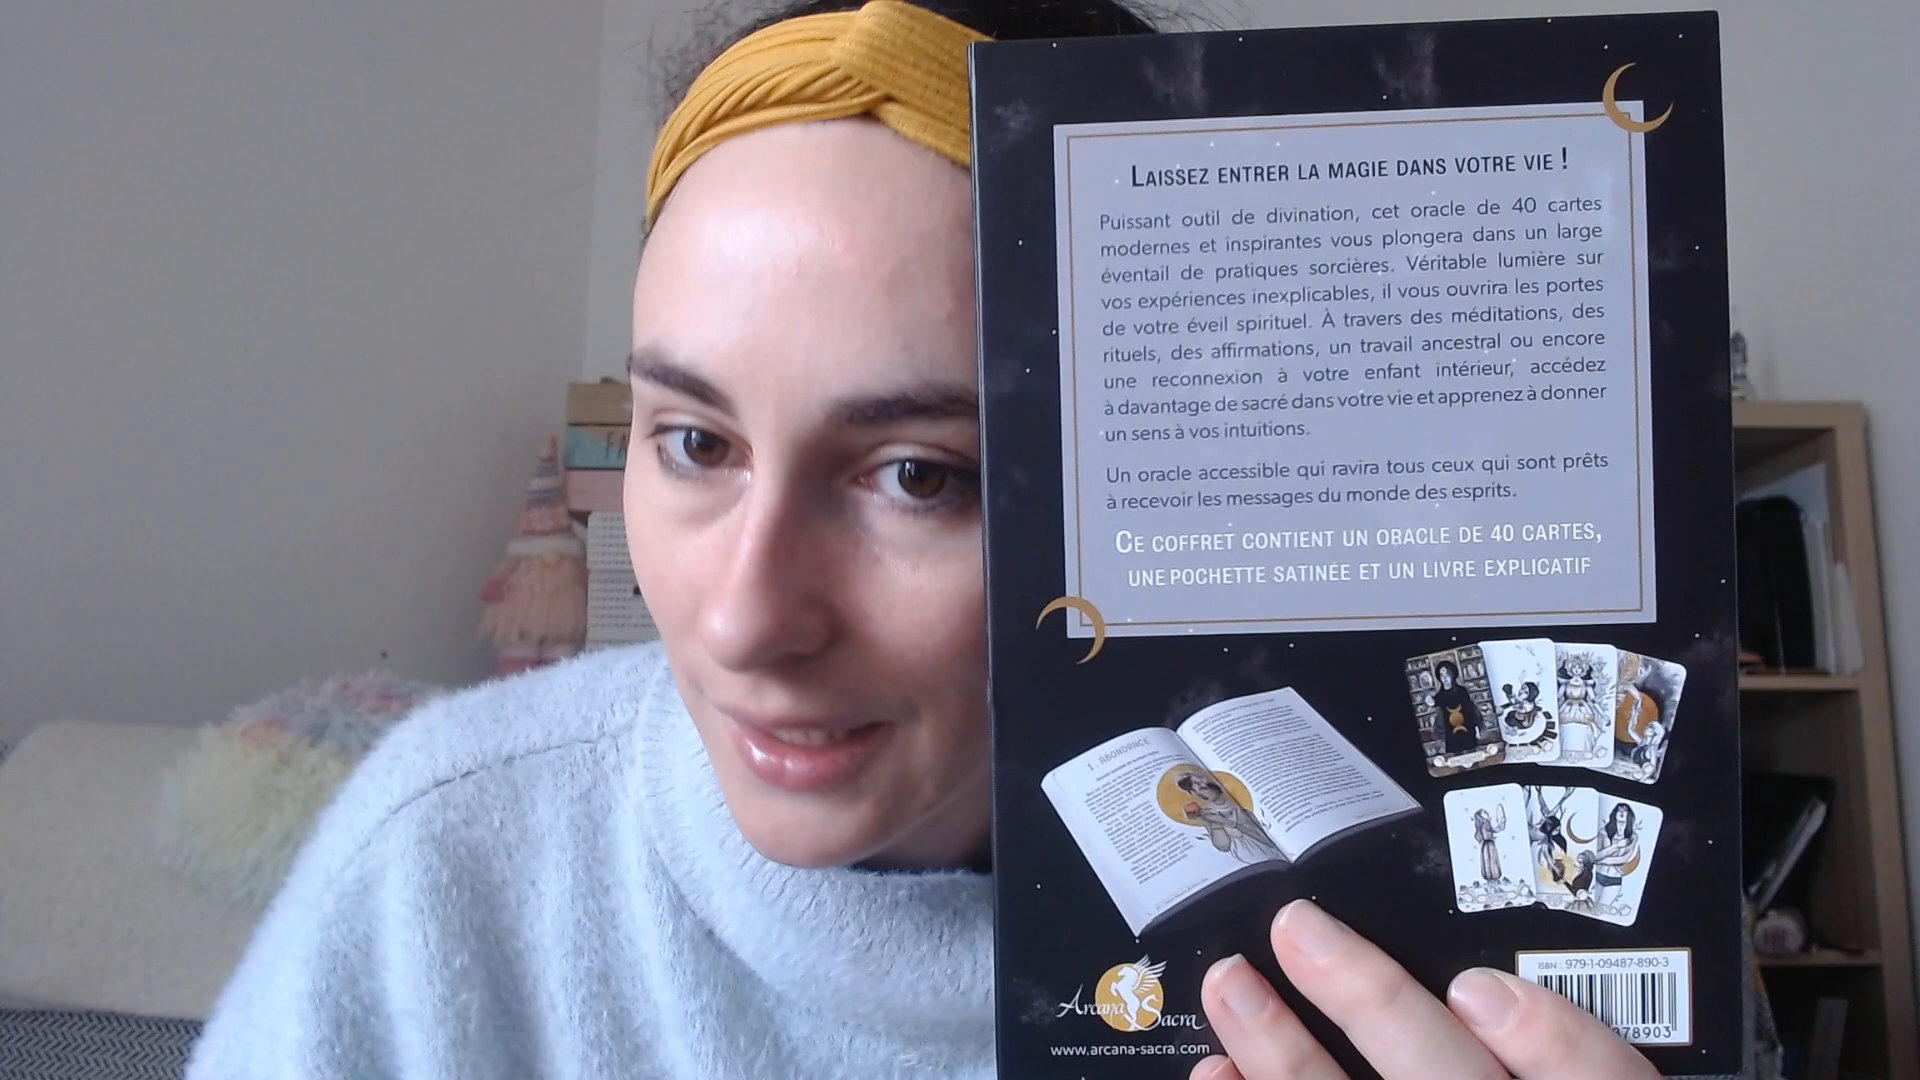 LAISSEZ ENTRER LA MAGIE DANS VOTRE VIE !
Puissant outil de divination, cet oracle de 40 cartes
modernes et inspirantes vous plongera dans un large
éventail de pratiques sorcières. Véritable lumière sur
vos expériences inexplicables, il vous ouvrira les portes
de votre éveil spirituel. À travers des méditations, des
rituels, des affirmations, un travail ancestral ou encore
une reconnexion à votre enfant intérieur, accédez
à davantage de sacré dans votre vie et apprenez à donner
un sens à vos intuitions.
Un oracle accessible qui ravira tous ceux qui sont prêts
à recevoir les messages du monde des esprits.
CE COFFRET CONTIENT UN ORACLE DE 40 CARTES,
UNE POCHETTE SATINÉE ET UN LIVRE EXPLICATIF
1. ABONDANCE
Arcana Sacra
www.arcana-sacra.com
ISBN : 979-1-09487-890-3
78903